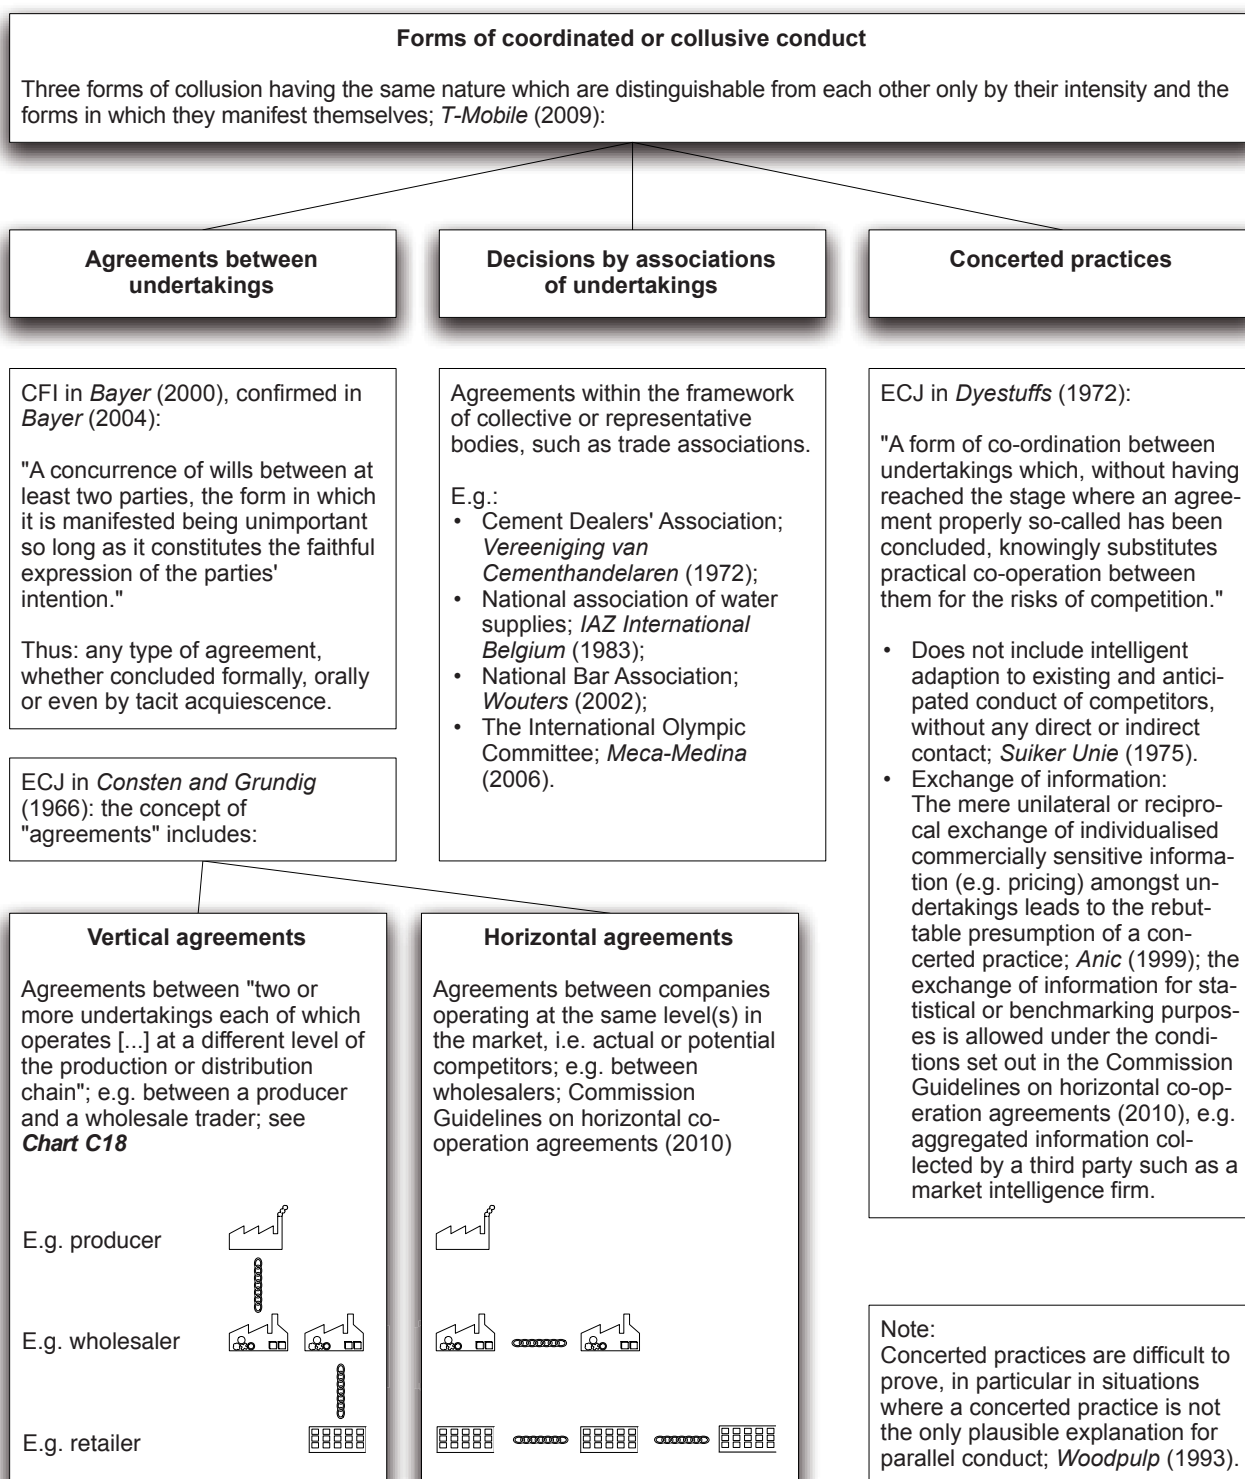 Forms of coordinated or collusive conduct
Three forms of collusion having the same nature which are distinguishable from each other only by their intensity and the
forms in which they manifest themselves; T-Mobile (2009):
Agreements between
undertakings
Decisions by associations
of undertakings
Concerted practices
CFI in Bayer (2000), confirmed in
Bayer (2004):
"A concurrence of wills between at
least two parties, the form in which
it is manifested being unimportant
so long as it constitutes the faithful
expression of the parties'
intention."
Thus: any type of agreement,
whether concluded formally, orally
or even by tacit acquiescence.
ECJ in Consten and Grundig
(1966): the concept of
"agreements" includes:
Agreements within the framework
of collective or representative
bodies, such as trade associations.
E.g.:
• Cement Dealers' Association;
Vereeniging van
Cementhandelaren (1972);
• National association of water
supplies; IAZ International
Belgium (1983);
• National Bar Association;
Wouters (2002);
• The International Olympic
Committee; Meca-Medina
(2006).
ECJ in Dyestuffs (1972):
"A form of co-ordination between
undertakings which, without having
reached the stage where an agree-
ment properly so-called has been
concluded, knowingly substitutes
practical co-operation between
them for the risks of competition."
• Does not include intelligent
adaption to existing and antici-
pated conduct of competitors,
without any direct or indirect
contact; Suiker Unie (1975).
• Exchange of information:
The mere unilateral or recipro-
cal exchange of individualised
commercially sensitive informa-
tion (e.g. pricing) amongst un-
dertakings leads to the rebut-
table presumption of a con-
certed practice; Anic (1999); the
exchange of information for sta-
tistical or benchmarking purpos-
es is allowed under the condi-
tions set out in the Commission
Guidelines on horizontal co-op-
eration agreements (2010), e.g.
aggregated information col-
lected by a third party such as a
market intelligence firm.
Vertical agreements
Agreements between "two or
more undertakings each of which
operates [...] at a different level of
the production or distribution
chain"; e.g. between a producer
and a wholesale trader; see
Chart C18
E.g. producer
E.g. wholesaler
E.g. retailer
Horizontal agreements
Agreements between companies
operating at the same level(s) in
the market, i.e. actual or potential
competitors; e.g. between
wholesalers; Commission
Guidelines on horizontal co-
operation agreements (2010)
Note:
Concerted practices are difficult to
prove, in particular in situations
where a concerted practice is not
the only plausible explanation for
parallel conduct; Woodpulp (1993).